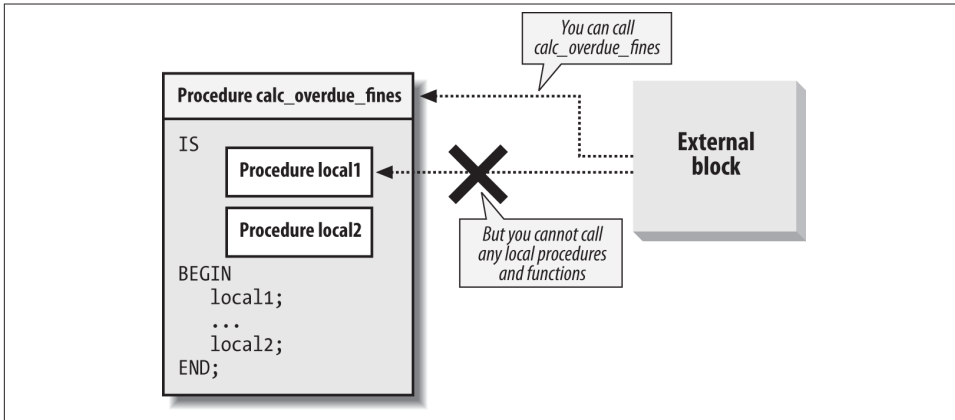 You can call
calc_overdue_fines
Procedure calc_overdue_fines
IS
Procedure local1
Procedure local2
BEGIN
local1;
...
local2;
END;
External
block
But you cannot call
any local procedures
and functions